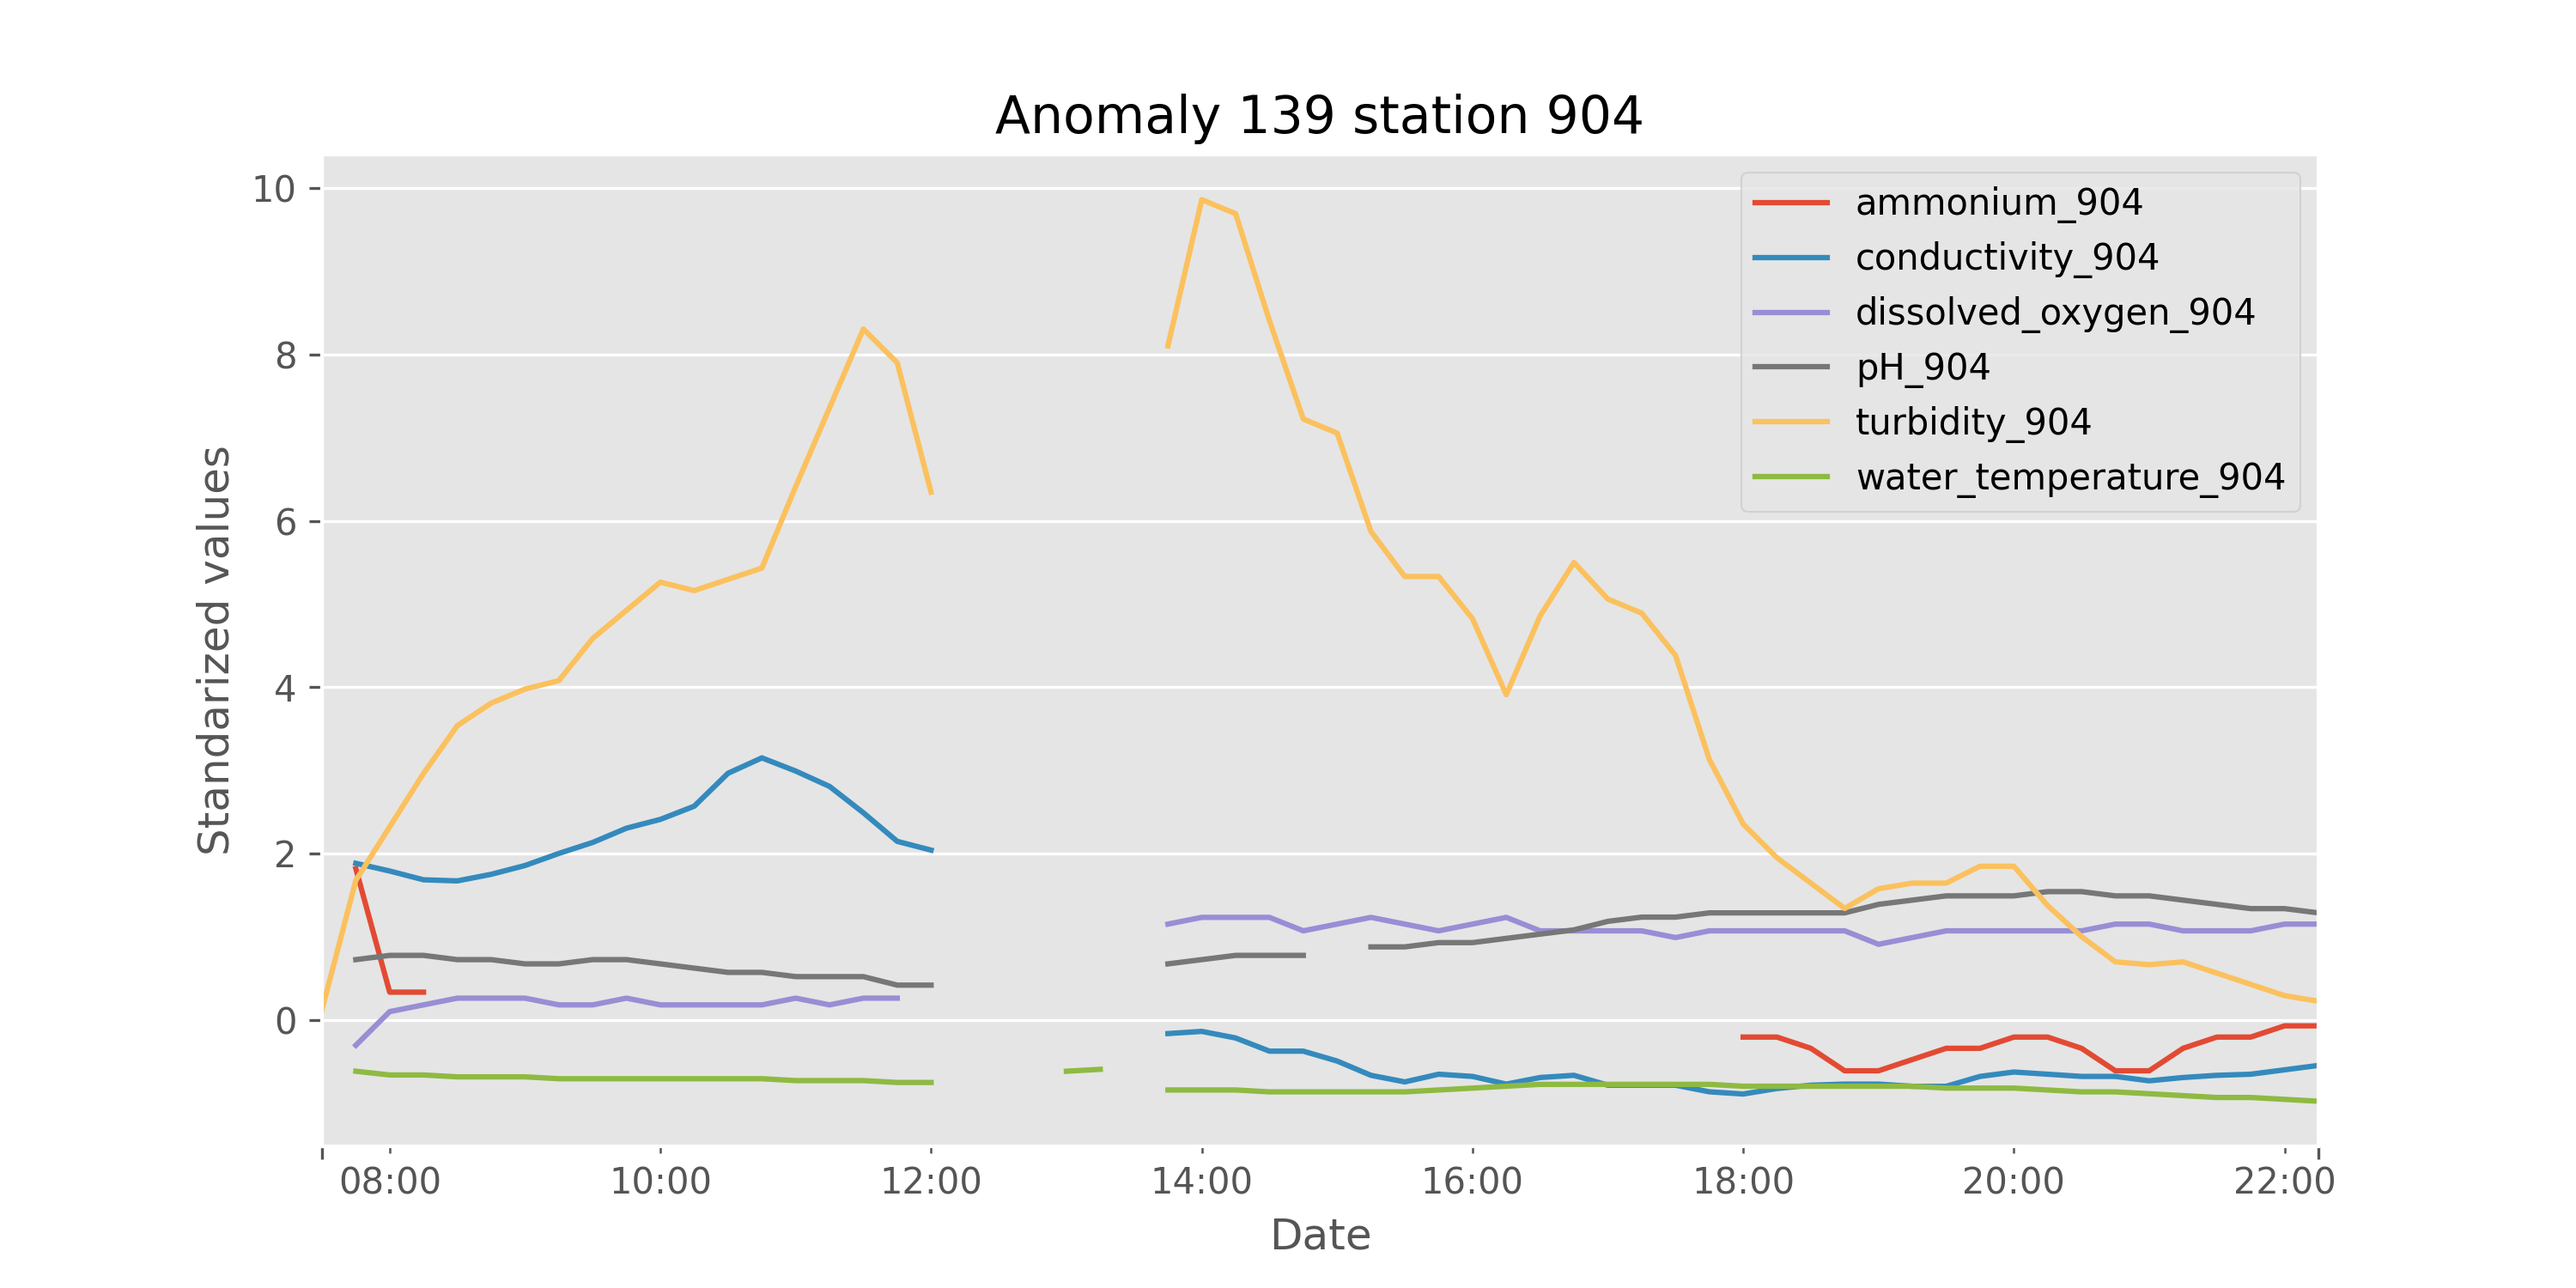 Anomaly 139 station 904
10
8
6
4
2
0
Standarized values
ammonium_904
conductivity_904
dissolved_oxygen_904
pH_904
turbidity_904
water_temperature_904
08:00 10:00 12:00 14:00 16:00 18:00 20:00 22:00
Date